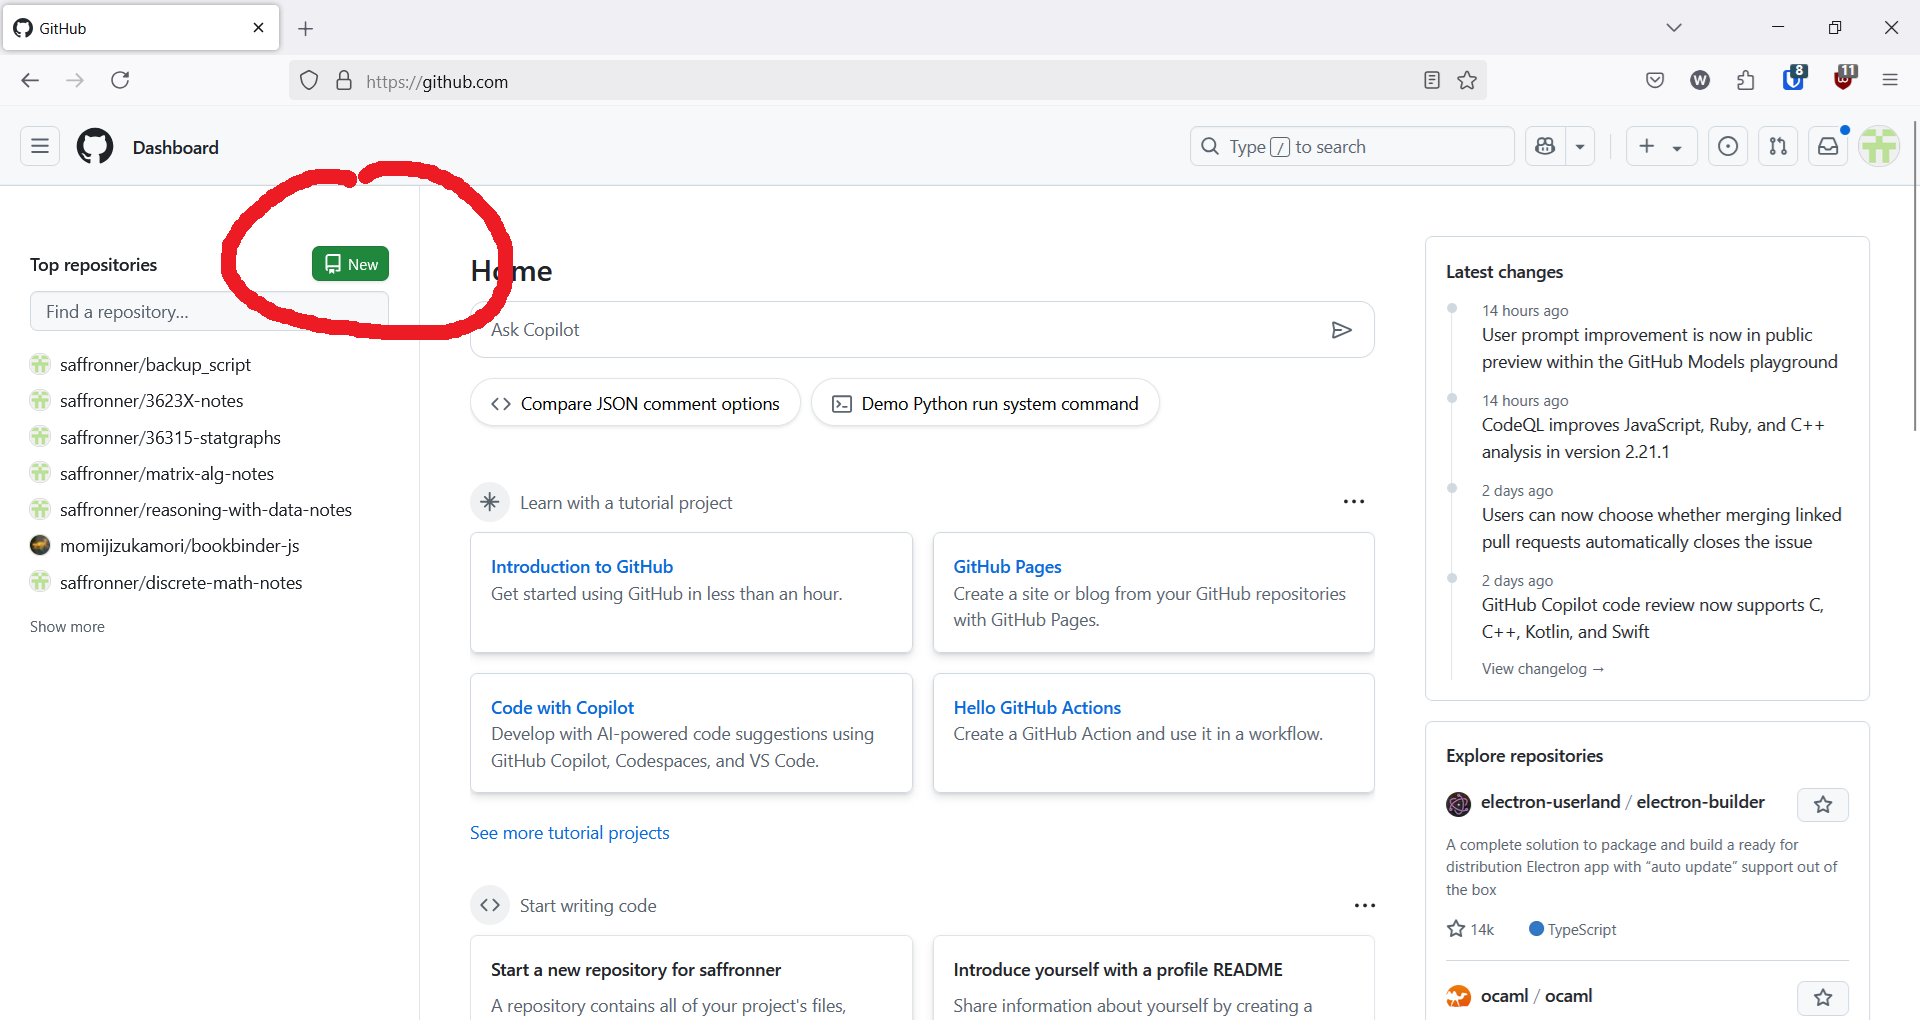 GitHub
https://github.com
8
11
W
Dashboard
Type / to search
Top repositories
New
Find a repository...
saffronner/backup_script
saffronner/3623X-notes
saffronner/36315-statgraphs
saffronner/matrix-alg-notes
saffronner/reasoning-with-data-notes
momijizukamori/bookbinder-js
saffronner/discrete-math-notes
Show more
Home
Ask Copilot
Compare JSON comment options
Demo Python run system command
Learn with a tutorial project
Introduction to GitHub
Get started using GitHub in less than an hour.
GitHub Pages
Create a site or blog from your GitHub repositories
with GitHub Pages.
Code with Copilot
Develop with AI-powered code suggestions using
GitHub Copilot, Codespaces, and VS Code.
Hello GitHub Actions
Create a GitHub Action and use it in a workflow.
See more tutorial projects
Start writing code
Start a new repository for saffronner
A repository contains all of your project's files,
Introduce yourself with a profile README
Share information about yourself by creating a
Latest changes
14 hours ago
User prompt improvement is now in public
preview within the GitHub Models playground
14 hours ago
CodeQL improves JavaScript, Ruby, and C++
analysis in version 2.21.1
2 days ago
Users can now choose whether merging linked
pull requests automatically closes the issue
2 days ago
GitHub Copilot code review now supports C,
C++, Kotlin, and Swift
View changelog →
Explore repositories
electron-userland / electron-builder
A complete solution to package and build a ready for
distribution Electron app with “auto update” support out of
the box
14k
TypeScript
ocaml / ocaml